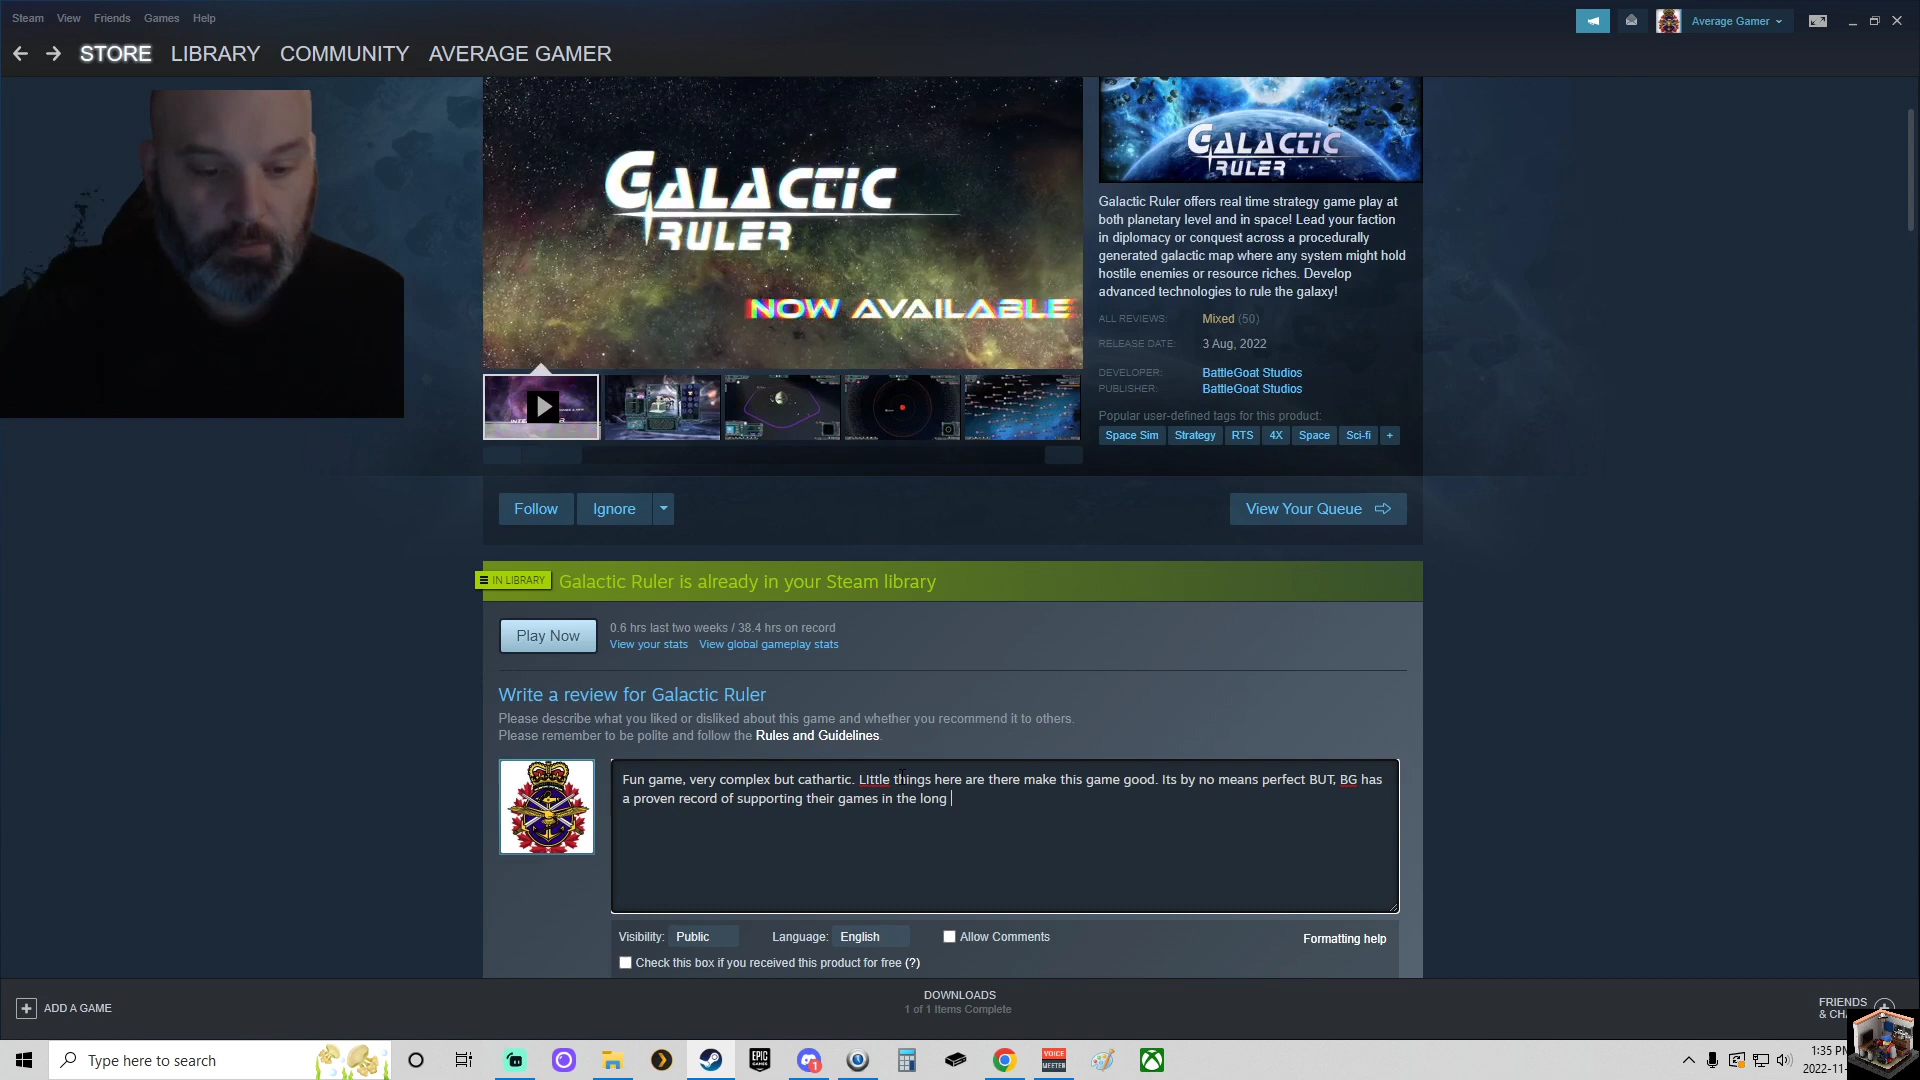 Steam View Friends Games Help
Average Gamer
STORE LIBRARY COMMUNITY AVERAGE GAMER
GALACTIC
RULER
NOW AVAILABLE
GALACTIC
RULER
Galactic Ruler offers real time strategy game play at
both planetary level and in space! Lead your faction
in diplomacy or conquest across a procedurally
generated galactic map where any system might hold
hostile enemies or resource riches. Develop
advanced technologies to rule the galaxy!
ALL REVIEWS: Mixed (50)
RELEASE DATE: 3 Aug, 2022
DEVELOPER: BattleGoat Studios
PUBLISHER: BattleGoat Studios
Popular user-defined tags for this product:
Space Sim Strategy RTS 4X Space Sci-fi +
Follow Ignore View Your Queue
IN LIBRARY Galactic Ruler is already in your Steam library
Play Now
0.6 hrs last two weeks / 38.4 hrs on record
View your stats View global gameplay stats
Write a review for Galactic Ruler
Please describe what you liked or disliked about this game and whether you recommend it to others.
Please remember to be polite and follow the Rules and Guidelines.
Fun game, very complex but cathartic. LIttle things here are there make this game good. Its by no means perfect BUT, BG has
a proven record of supporting their games in the long
Visibility: Public Language: English Allow Comments Formatting help
Check this box if you received this product for free (?)
ADD A GAME
DOWNLOADS
1 of 1 Items Complete
FRIENDS
& CH
Type here to search
EPIC
GAMES
1
VOICE
MEETER
1:35 PM
2022-11-